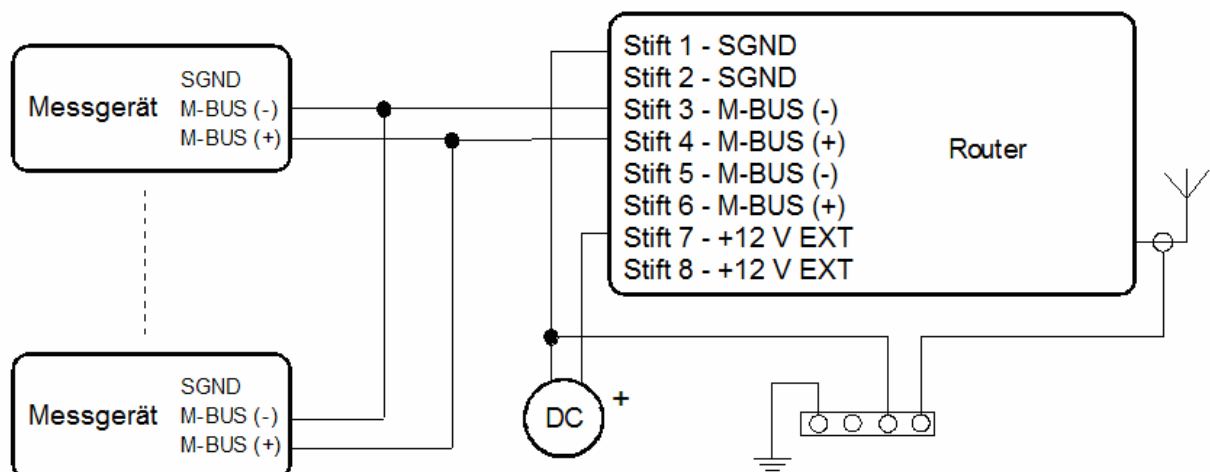 SGND
Messgerät M-BUS (-)
M-BUS (+)
Stift 1 - SGND
Stift 2 - SGND
Stift 3 - M-BUS (-)
Stift 4 - M-BUS (+)
Stift 5 - M-BUS (-)
Stift 6 - M-BUS (+)
Stift 7 - +12 V EXT
Stift 8 - +12 V EXT
Router
SGND
Messgerät M-BUS (-)
M-BUS (+)
DC +